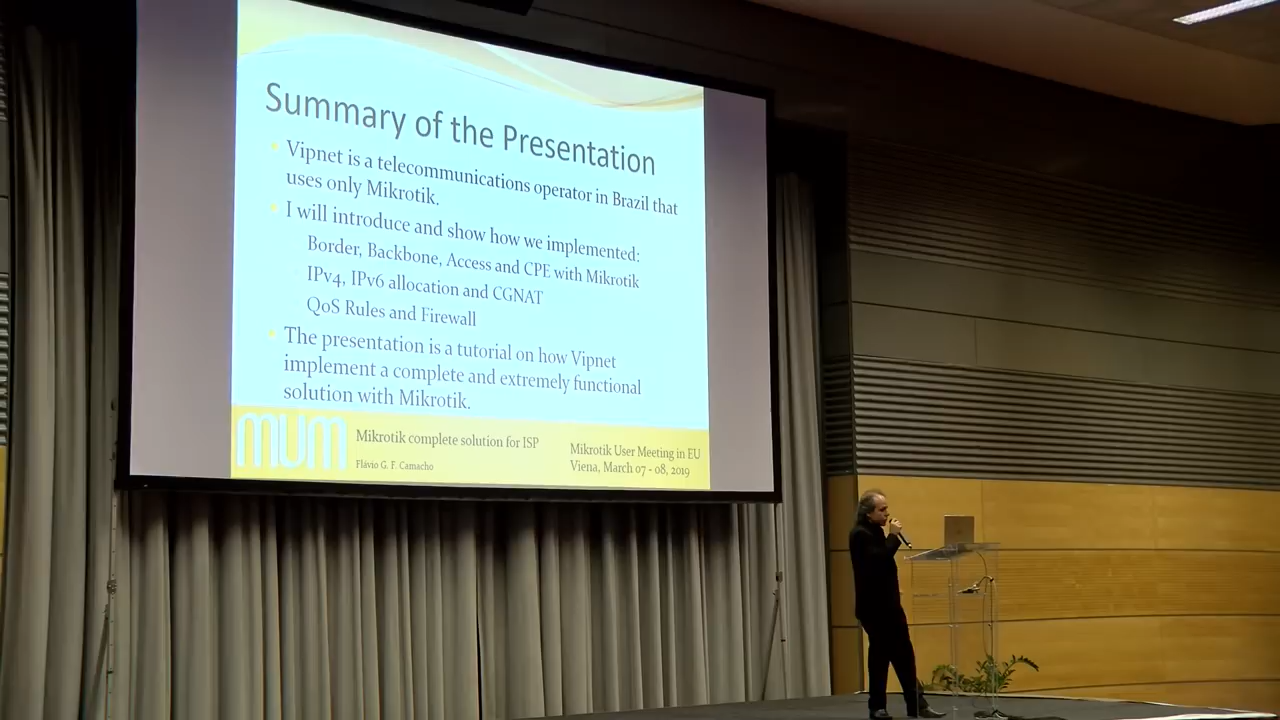 Summary of the Presentation
Vipnet is a telecommunications operator in Brazil that
uses only Mikrotik.
I will introduce and show how we implemented:
Border, Backbone, Access and CPE with Mikrotik
IPv4, IPv6 allocation and CGNAT
QoS Rules and Firewall
The presentation is a tutorial on how Vipnet
implement a complete and extremely functional
solution with Mikrotik.
mum
Mikrotik complete solution for ISP
Flávio G. F. Camacho
Mikrotik User Meeting in EU
Viena, March 07 - 08, 2019